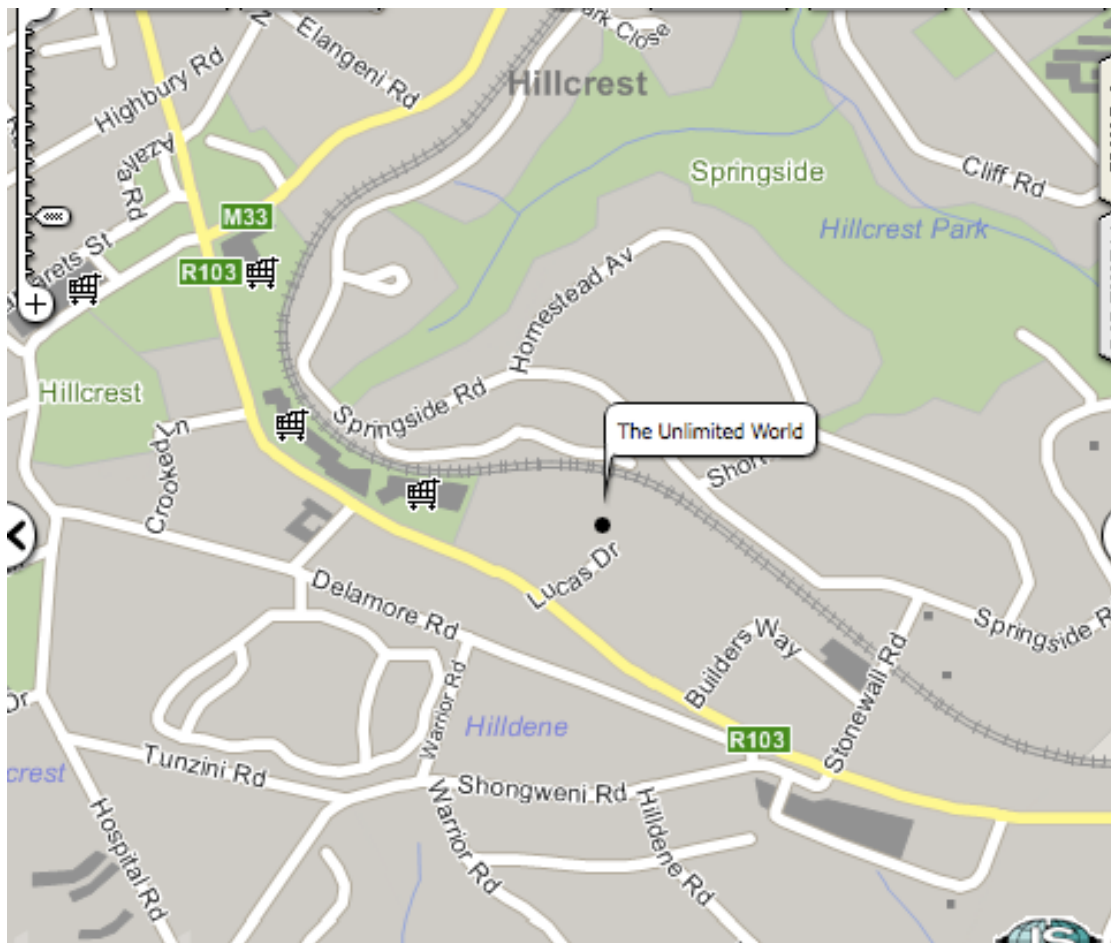 Park Close
Elangeni Rd
Hillcrest
Highbury Rd
Azalea Rd
Springside
Cliff Rd
M33
Hillcrest Park
R103
Homestead Av
Hillcrest
Springside Rd
The Unlimited World
Crooked Ln
Lucas Dr
Delamore Rd
Springside R
Builders Way
Stonewall Rd
Warrior Rd
Dr
Hilldene
R103
Tunzini Rd
crest
Shongweni Rd
Hospital Rd
Warrior Rd
Hilldene Rd